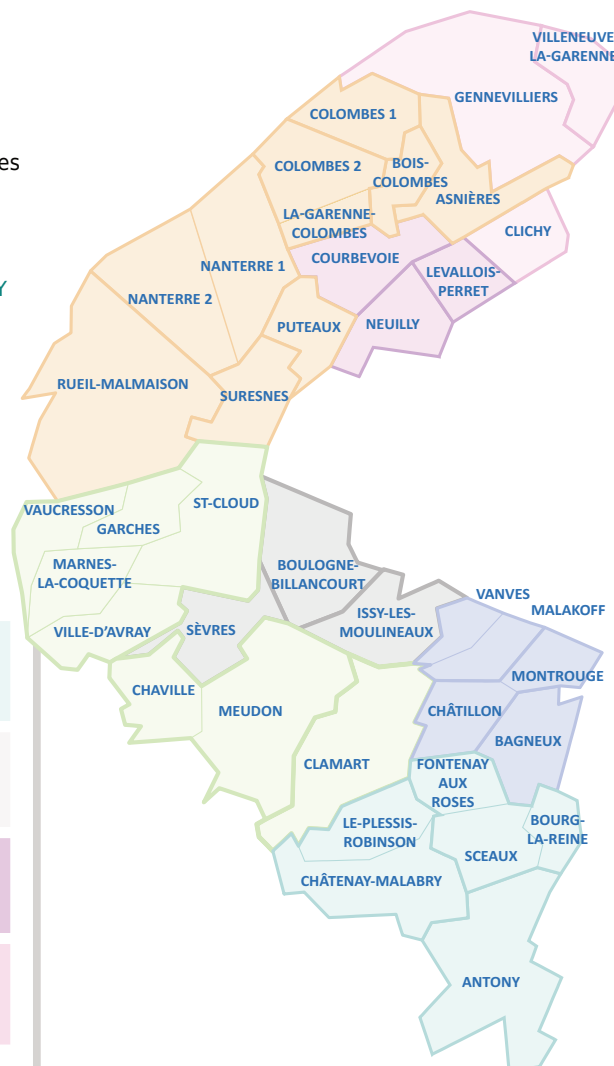 VILLENEUVE
LA-GARENNE
GENNEVILLIERS
COLOMBES 1
es
COLOMBES 2
BOIS-
COLOMBES
ASNIÈRES
LA-GARENNE-
COLOMBES
CLICHY
COURBEVOIE
NANTERRE 1
LEVALLOIS-
PERRET
Y
NANTERRE 2
PUTEAUX
NEUILLY
RUEIL-MALMAISON
SURESNES
ST-CLOUD
VAUCRESSON
GARCHES
MARNES-
LA-COQUETTE
BOULOGNE-
BILLANCOURT
VANVES
MALAKOFF
ISSY-LES-
MOULINEAUX
VILLE-D’AVRAY
SÈVRES
MONTROUGE
CHAVILLE
MEUDON
CHÂTILLON
BAGNEUX
CLAMART
FONTENAY
AUX
ROSES
LE-PLESSIS-
ROBINSON
BOURG-
LA-REINE
SCEAUX
CHÂTENAY-MALABRY
ANTONY